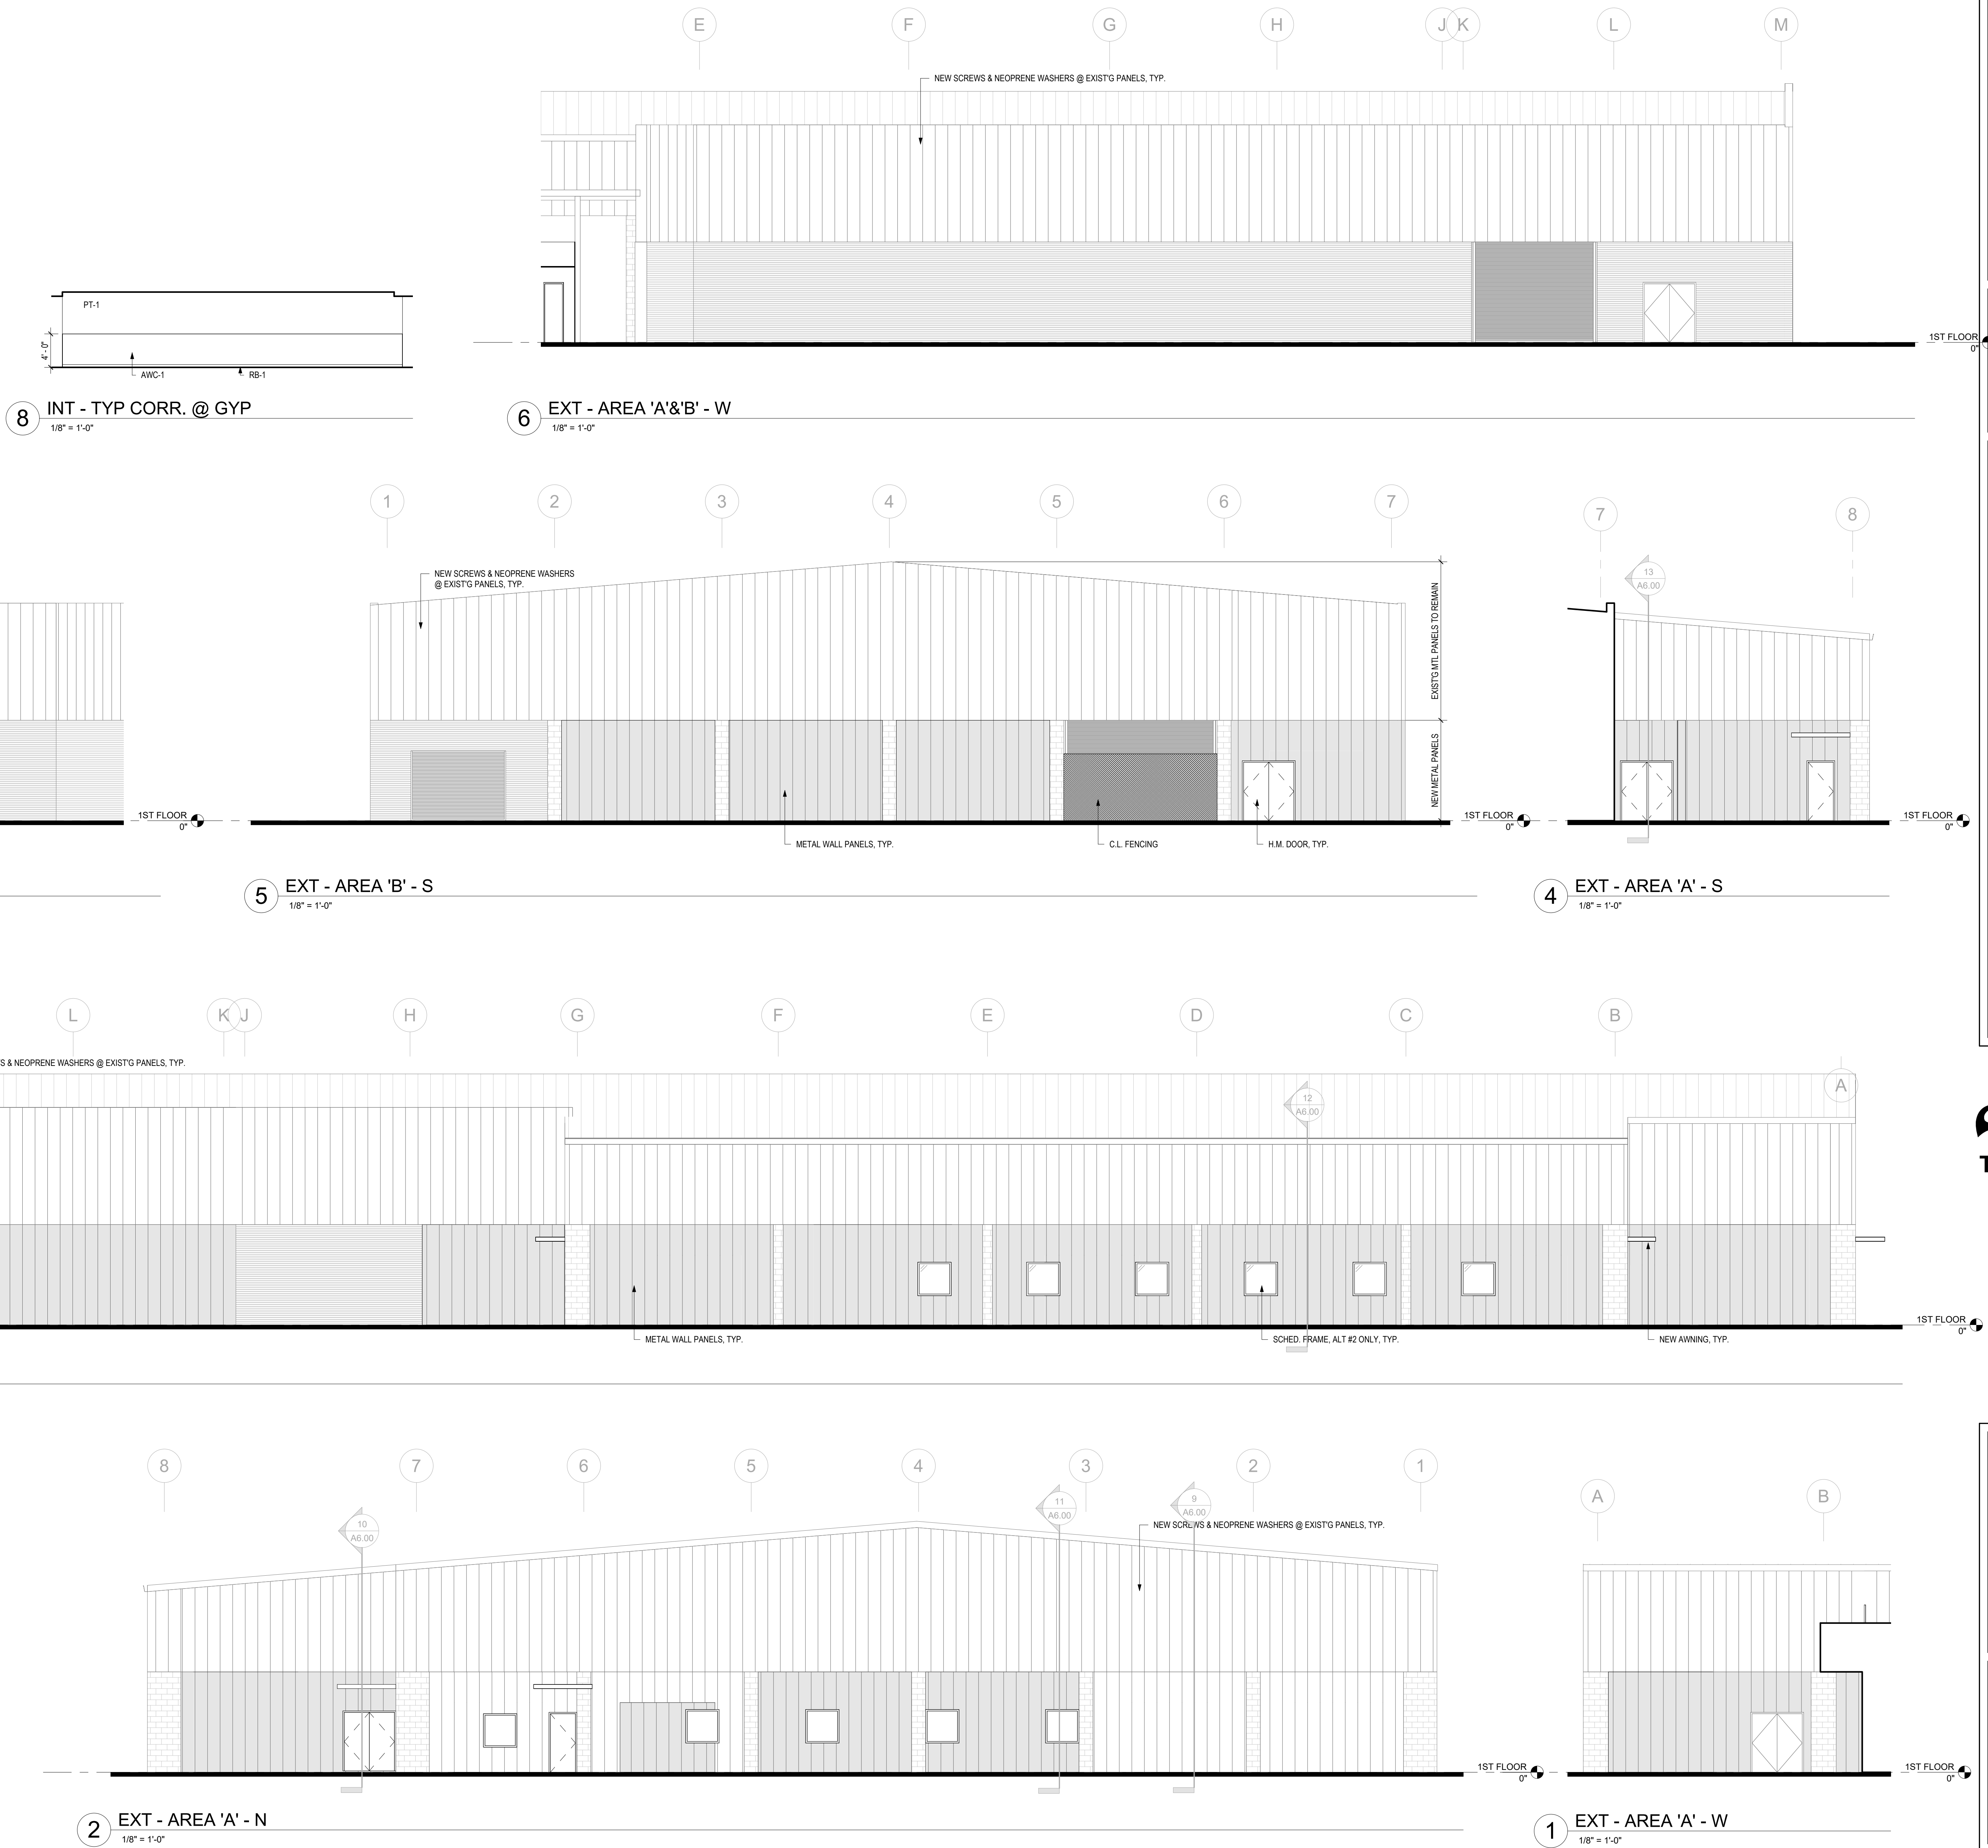 E
F
G
H
J
K
L
M
NEW SCREWS & NEOPRENE WASHERS @ EXIST'G PANELS, TYP.
PT-1
4' - 0"
AWC-1
RB-1
1ST FLOOR
0"
8
INT - TYP CORR. @ GYP
1/8" = 1'-0"
6
EXT - AREA 'A'&'B' - W
1/8" = 1'-0"
1
2
3
4
5
6
7
7
8
NEW SCREWS & NEOPRENE WASHERS
@ EXIST'G PANELS, TYP.
EXIST'G MTL PANELS TO REMAIN
NEW METAL PANELS
13
A6.00
1ST FLOOR
0"
1ST FLOOR
0"
1ST FLOOR
0"
METAL WALL PANELS, TYP.
C.L. FENCING
H.M. DOOR, TYP.
5
EXT - AREA 'B' - S
1/8" = 1'-0"
4
EXT - AREA 'A' - S
1/8" = 1'-0"
L
K
J
H
G
F
E
D
C
B
A
S & NEOPRENE WASHERS @ EXIST'G PANELS, TYP.
12
A6.00
1ST FLOOR
0"
METAL WALL PANELS, TYP.
SCHED. FRAME, ALT #2 ONLY, TYP.
NEW AWNING, TYP.
8
7
6
5
4
3
2
1
A
B
10
A6.00
11
A6.00
9
A6.00
NEW SCREWS & NEOPRENE WASHERS @ EXIST'G PANELS, TYP.
1ST FLOOR
0"
1ST FLOOR
0"
2
EXT - AREA 'A' - N
1/8" = 1'-0"
1
EXT - AREA 'A' - W
1/8" = 1'-0"